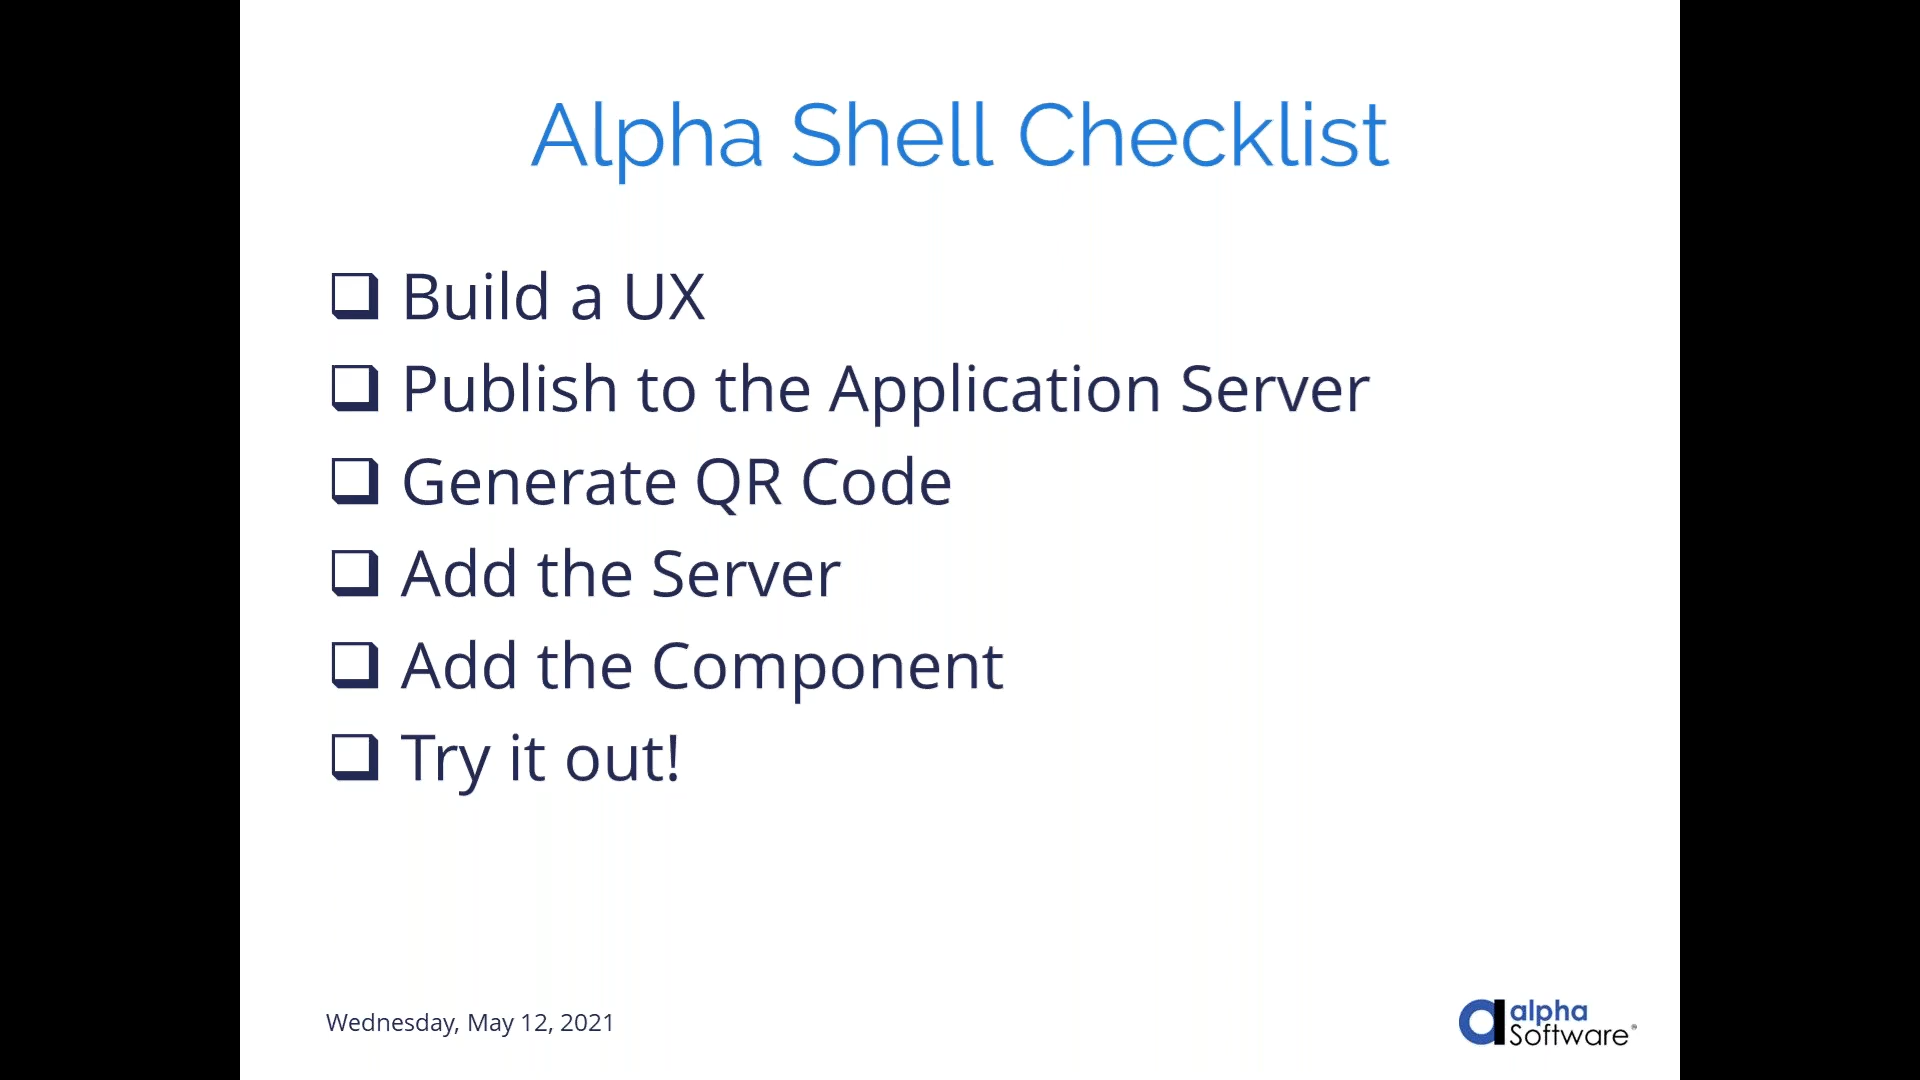 Alpha Shell Checklist
Build a UX
Publish to the Application Server
Generate QR Code
Add the Server
Add the Component
Try it out!
Wednesday, May 12, 2021
alpha
Software®